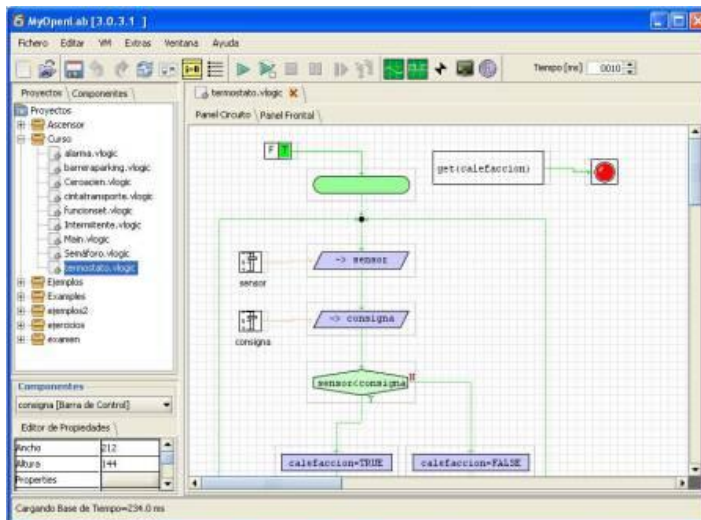 MyOpenLab [3.0.3.1 ]
Fichero Editar VM Extras Ventana Ayuda
Tiempo [ms] 0010
Proyectos Componentes
termostato.vlogic
Panel Circuito Panel Frontal
Proyectos
Ascensor
Curso
alarma.vlogic
barreraparking.vlogic
Ceroacien.vlogic
cintatransporte.vlogic
funcionset.vlogic
Intermitente.vlogic
Main.vlogic
Semáforo.vlogic
termostato.vlogic
Ejemplos
Examples
ejemplos2
ejercicios
examen
F T
get(calefaccion)
-> sensor
sensor
-> consigna
consigna
sensor<consigna
Y
calefaccion=TRUE
calefaccion=FALSE
Componentes
consigna [Barra de Control]
Editor de Propiedades
Ancho 212
Altura 144
Properties
Cargando Base de Tiempo=234.0 ms